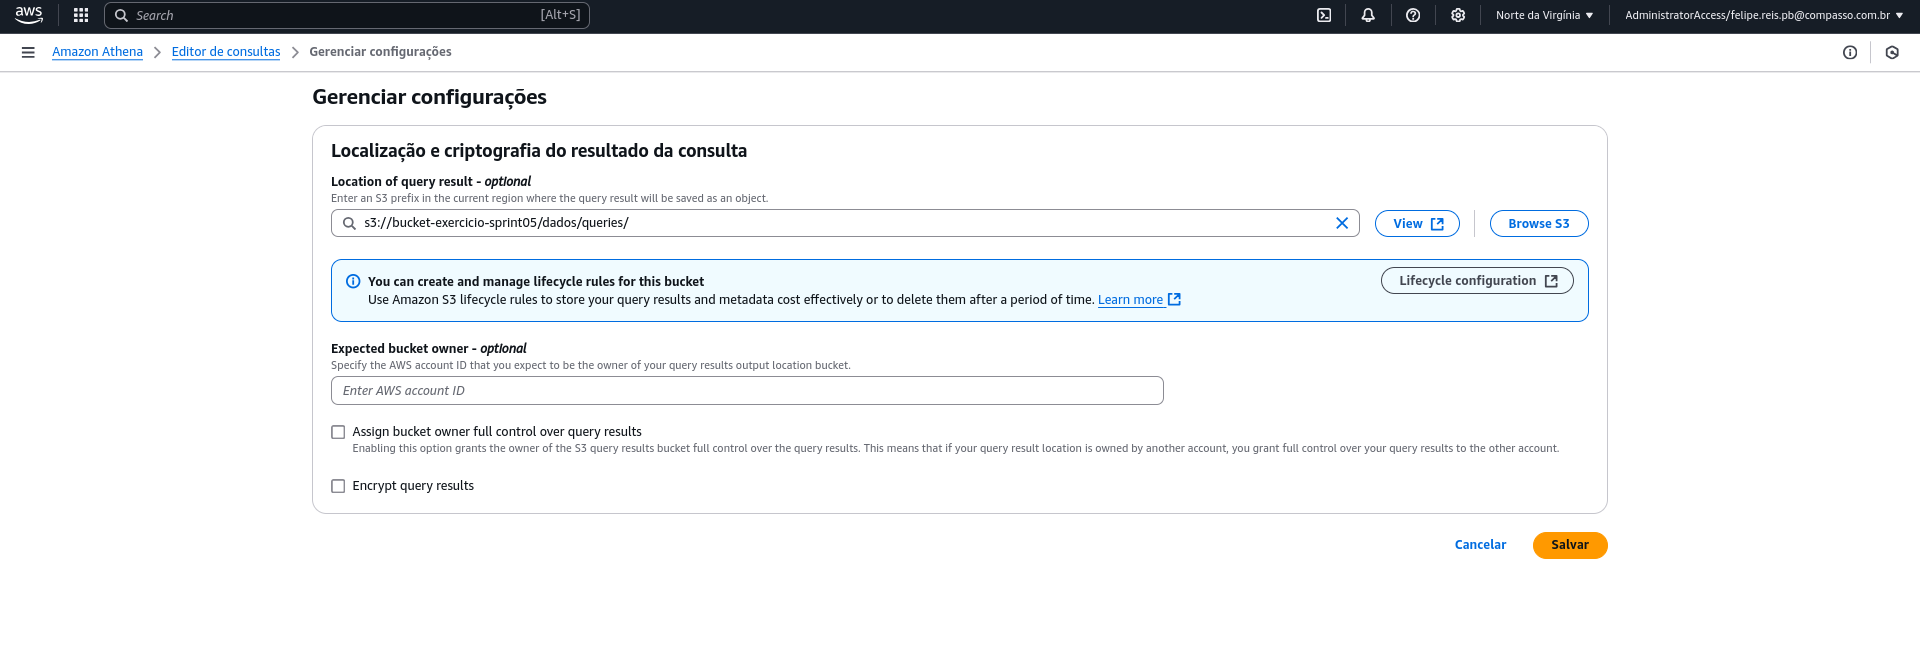 aws
Search [Alt+S]
Norte da Virgínia
AdministratorAccess/felipe.reis.pb@compasso.com.br
Amazon Athena
Editor de consultas
Gerenciar configurações
Gerenciar configurações
Localização e criptografia do resultado da consulta
Location of query result - optional
Enter an S3 prefix in the current region where the query result will be saved as an object.
s3://bucket-exercicio-sprint05/dados/queries/
View
Browse S3
You can create and manage lifecycle rules for this bucket
Lifecycle configuration
Use Amazon S3 lifecycle rules to store your query results and metadata cost effectively or to delete them after a period of time. Learn more
Expected bucket owner - optional
Specify the AWS account ID that you expect to be the owner of your query results output location bucket.
Enter AWS account ID
Assign bucket owner full control over query results
Enabling this option grants the owner of the S3 query results bucket full control over the query results. This means that if your query result location is owned by another account, you grant full control over your query results to the other account.
Encrypt query results
Cancelar
Salvar